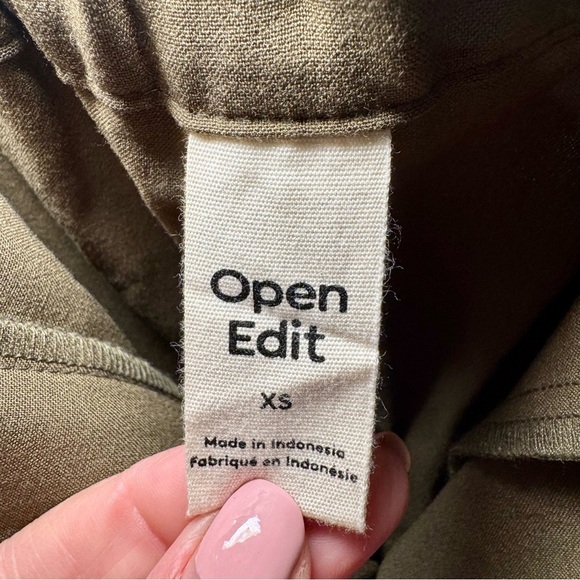 Open
Edit
XS
Made in Indonesia
Fabriqué en Indonésie